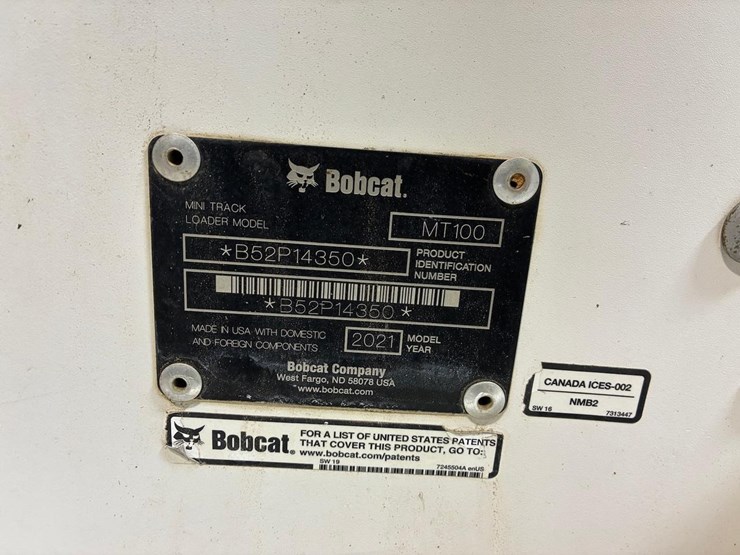 Bobcat.
MINI TRACK
LOADER MODEL
MT100
*B52P14350*
PRODUCT
IDENTIFICATION
NUMBER
*B52P14350*
MADE IN USA WITH DOMESTIC
AND FOREIGN COMPONENTS
2021
MODEL
YEAR
Bobcat Company
West Fargo, ND 58078 USA
www.bobcat.com
CANADA ICES-002
NMB2
SW 16
7313447
Bobcat.
FOR A LIST OF UNITED STATES PATENTS
THAT COVER THIS PRODUCT, GO TO:
www.bobcat.com/patents
SW 19
7245504A enUS